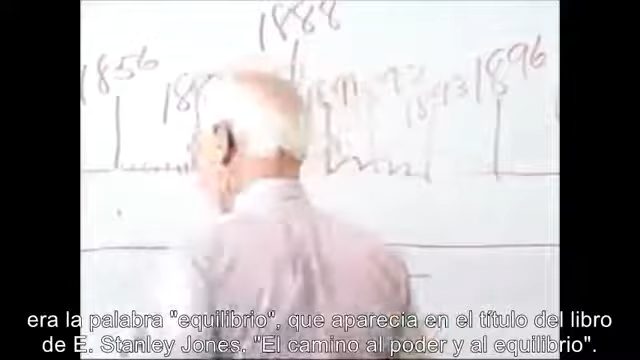 1888
1856
1896
era la palabra "equilibrio", que aparecia en el título del libro
de E. Stanley Jones, "El camino al poder y al equilibrio".